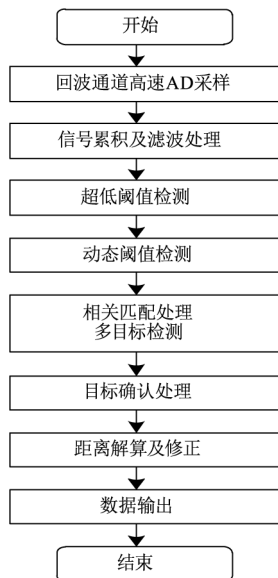 开始
回波通道高速AD采样
信号累积及滤波处理
超低阈值检测
动态阈值检测
相关匹配处理
多目标检测
目标确认处理
距离解算及修正
数据输出
结束